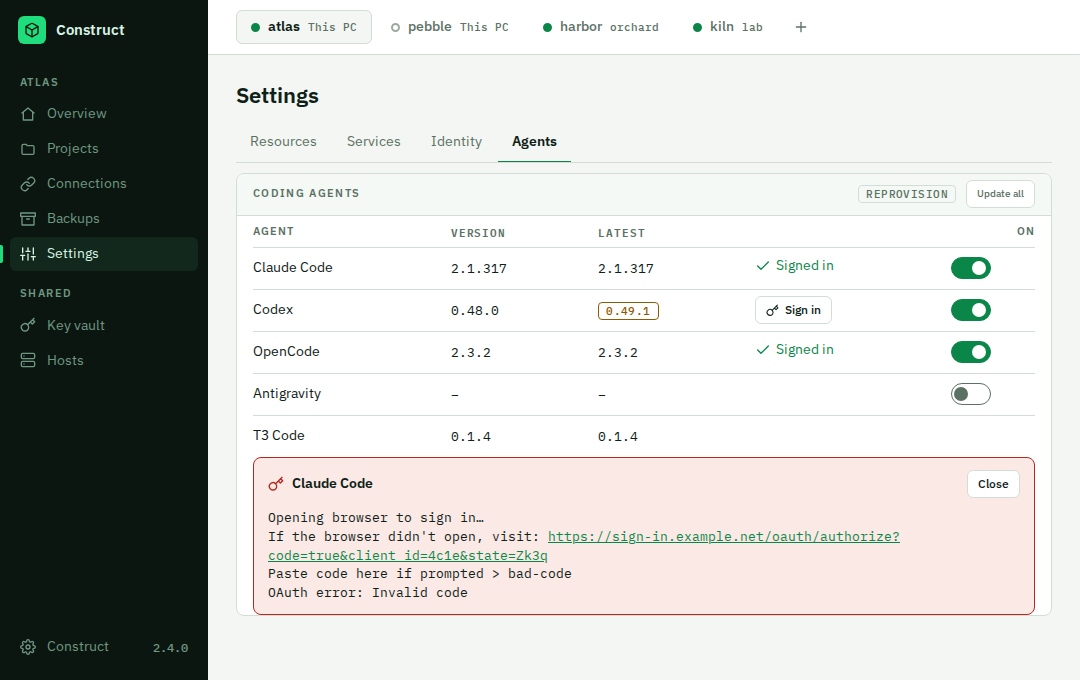 Construct
atlas This PC
pebble This PC
harbor orchard
kiln lab
ATLAS
Overview
Projects
Connections
Backups
Settings
SHARED
Key vault
Hosts
Construct 2.4.0
Settings
Resources Services Identity Agents
CODING AGENTS REPROVISION Update all
AGENT VERSION LATEST ON
Claude Code 2.1.317 2.1.317 Signed in
Codex 0.48.0 0.49.1 Sign in
OpenCode 2.3.2 2.3.2 Signed in
Antigravity – –
T3 Code 0.1.4 0.1.4
Claude Code Close
Opening browser to sign in…
If the browser didn't open, visit: https://sign-in.example.net/oauth/authorize?
code=true&client_id=4c1e&state=Zk3q
Paste code here if prompted > bad-code
OAuth error: Invalid code